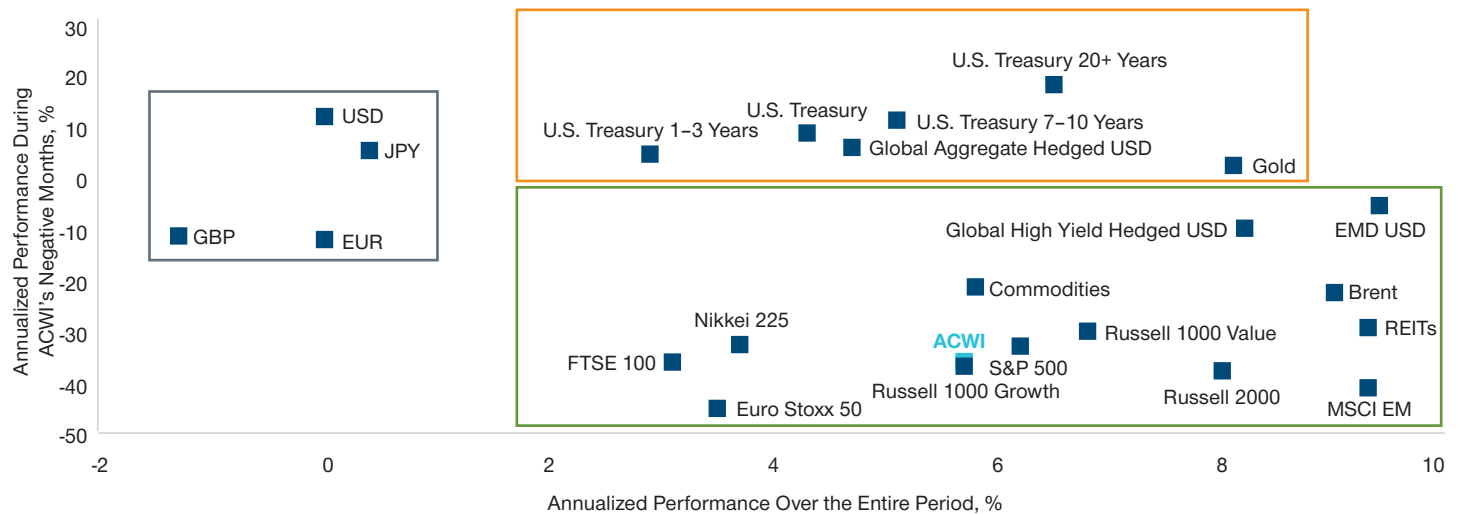 Annualized Performance During
ACWI's Negative Months, %
30
20
10
0
-10
-20
-30
-40
-50
USD
JPY
GBP
EUR
U.S. Treasury 20+ Years
U.S. Treasury
U.S. Treasury 1–3 Years
U.S. Treasury 7–10 Years
Global Aggregate Hedged USD
Gold
Global High Yield Hedged USD
EMD USD
Commodities
Brent
Nikkei 225
Russell 1000 Value
REITs
ACWI
FTSE 100
S&P 500
Russell 1000 Growth
Russell 2000
Euro Stoxx 50
MSCI EM
-2
0
2
4
6
8
10
Annualized Performance Over the Entire Period, %